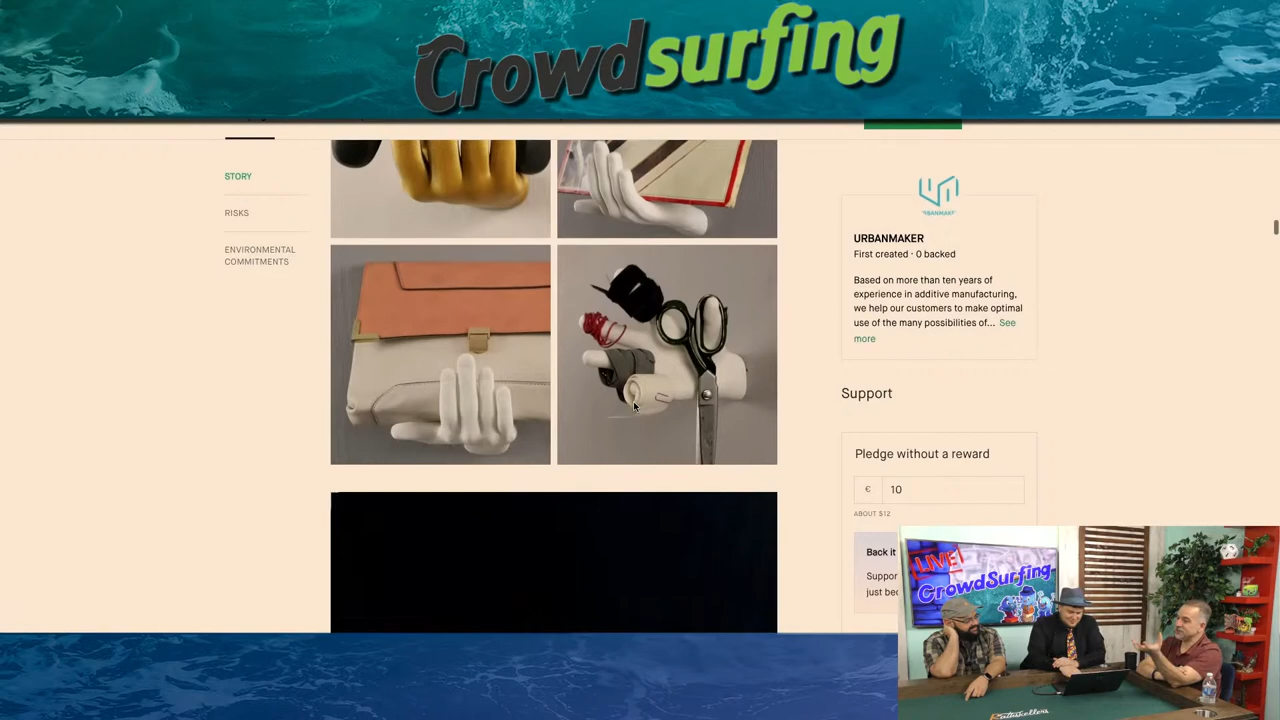 Crowdsurfing
STORY
RISKS
ENVIRONMENTAL
COMMITMENTS
URBANMAKER
First created · 0 backed
Based on more than ten years of
experience in additive manufacturing,
we help our customers to make optimal
use of the many possibilities of... See
more
Support
Pledge without a reward
€ 10
ABOUT $12
Back it
Suppor
just bec
LIVE!
CrowdSurfing